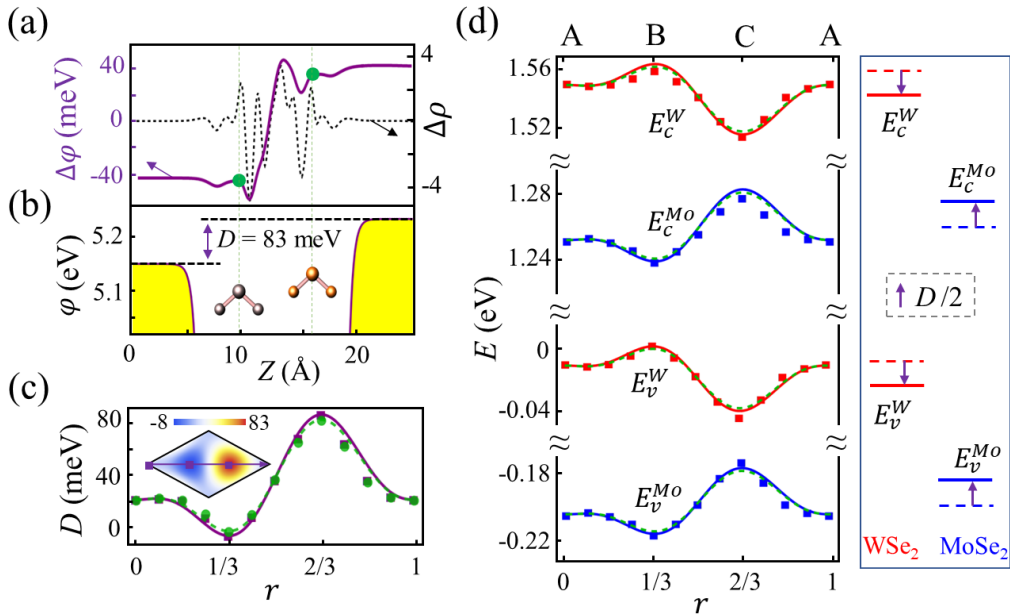 (a)
Δφ (meV)
40
0
-40
4
0
-4
Δρ
(b)
φ (eV)
5.2
5.1
D = 83 meV
0
10
20
Z (Å)
(c)
D (meV)
80
40
0
-8
83
0
1/3
2/3
1
r
(d)
A B C A
E (eV)
1.56
1.52
1.28
1.24
0
-0.04
-0.18
-0.22
≈
≈
≈
≈
≈
≈
E_c^W
E_c^Mo
E_v^W
E_v^Mo
0
1/3
2/3
1
r
E_c^W
E_c^Mo
D/2
E_v^W
E_v^Mo
WSe₂ MoSe₂